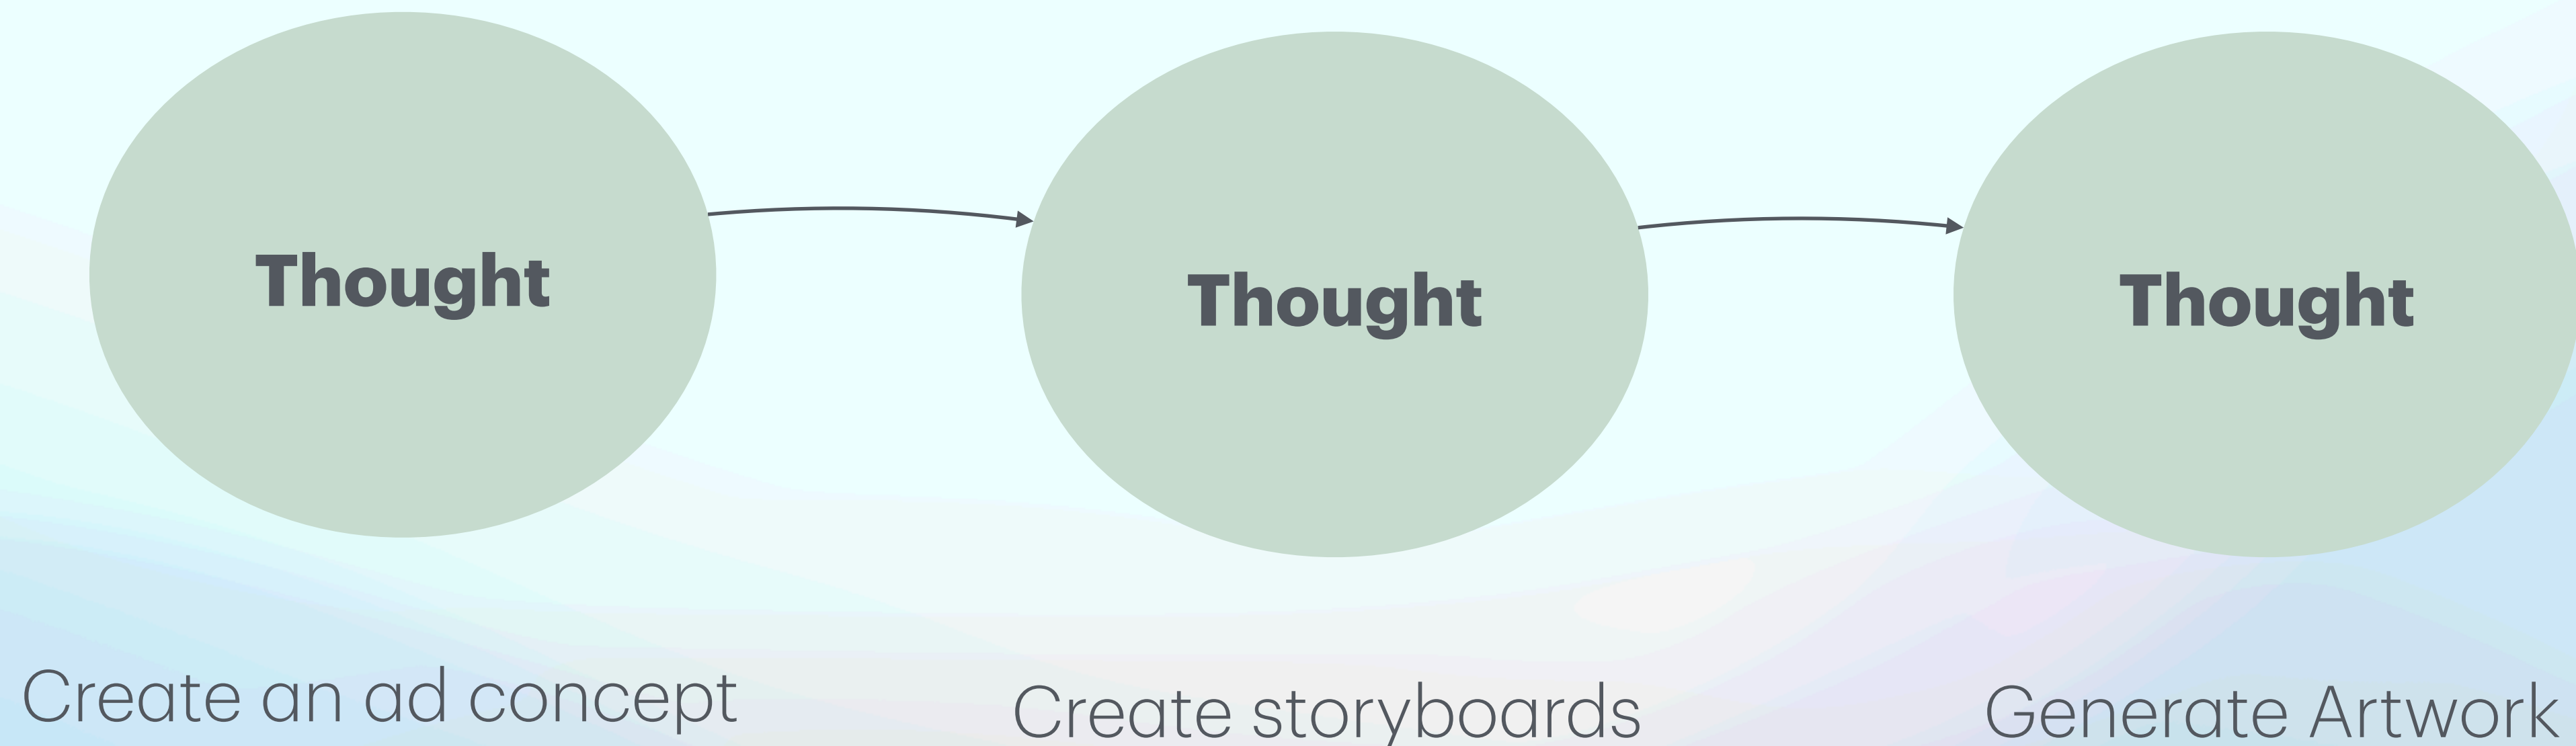 Thought
Thought
Thought
Create an ad concept
Create storyboards
Generate Artwork